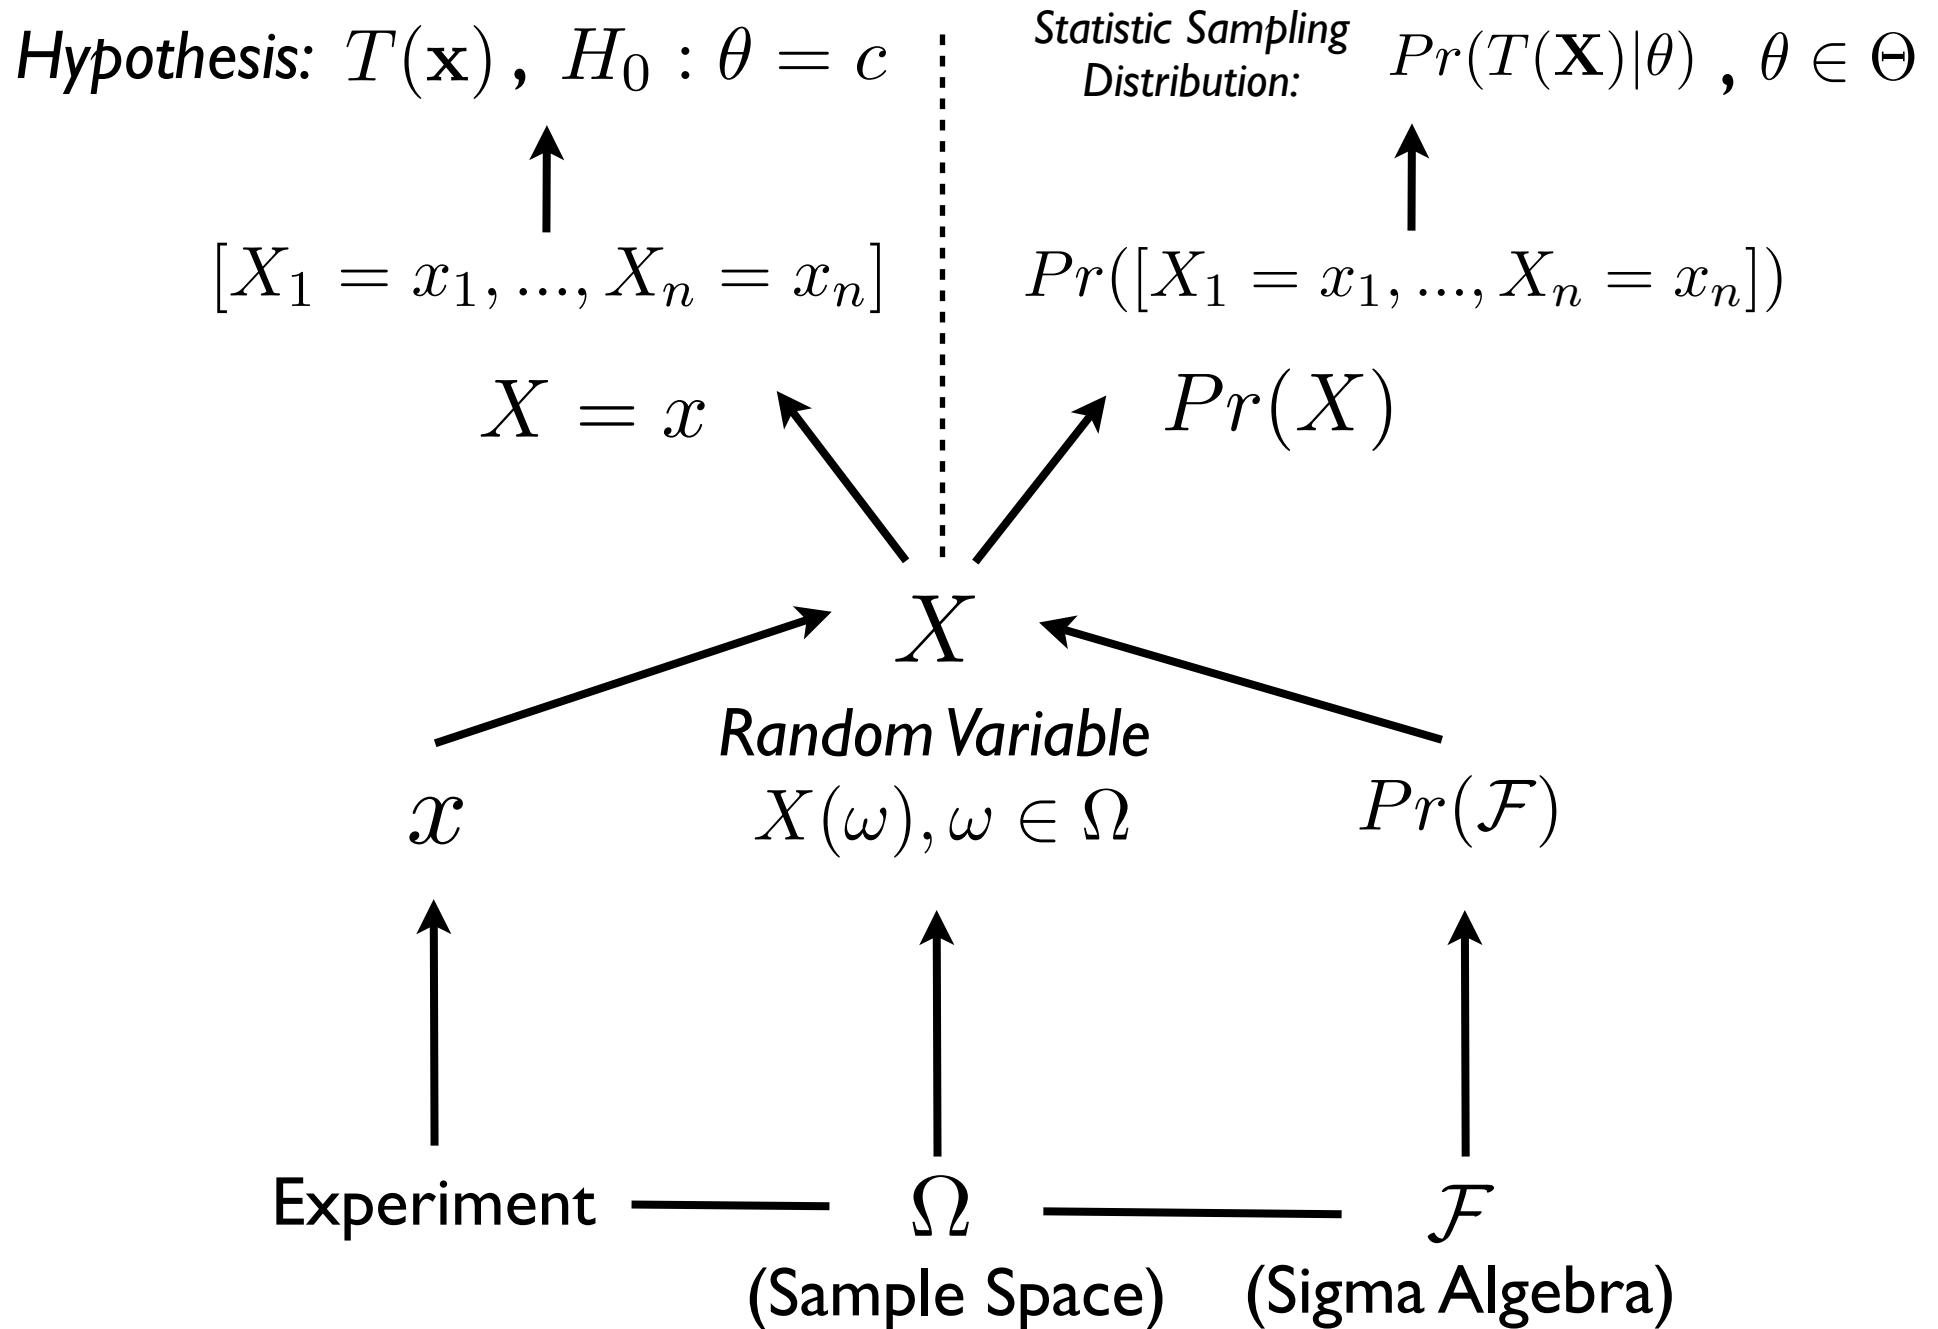 Hypothesis: T(𝐱) , H₀ : θ = c
Statistic Sampling
Distribution: Pr(T(𝐗)|θ) , θ ∈ Θ
[X₁ = x₁, ..., Xₙ = xₙ]
Pr([X₁ = x₁, ..., Xₙ = xₙ])
X = x
Pr(X)
X
Random Variable
x
X(ω), ω ∈ Ω
Pr(ℱ)
Experiment
Ω
ℱ
(Sample Space)
(Sigma Algebra)